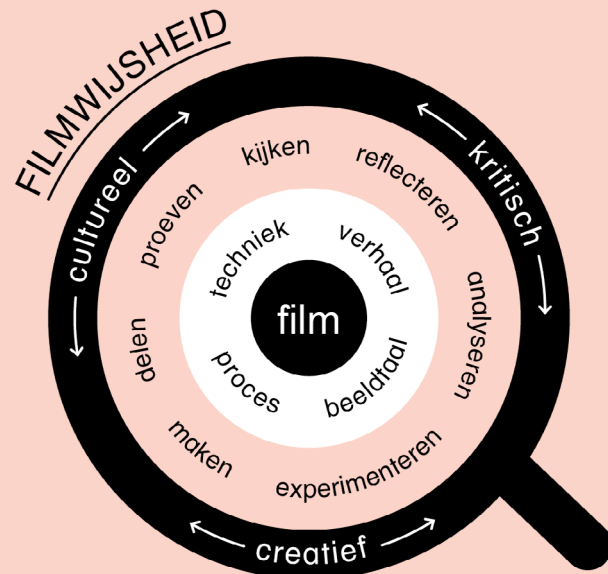 FILMWIJSHEID
cultureel
kritisch
creatief
kijken
reflecteren
analyseren
experimenteren
maken
delen
proeven
techniek
verhaal
beeldtaal
proces
film